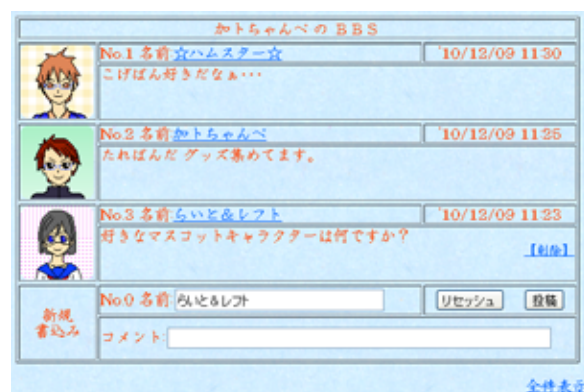 加トちゃんぺの BBS
No.1 名前:☆ハムスター☆ '10/12/09 11:30
こげぱん好きだなぁ・・・
No.2 名前:加トちゃんペ '10/12/09 11:25
たれぱんだ グッズ集めてます。
No.3 名前:らいと&レフト '10/12/09 11:23
好きなマスコットキャラクターは何ですか？
【削除】
新規書込み
No.0 名前: らいと&レフト リセッシュ 投稿
コメント:
全件表示